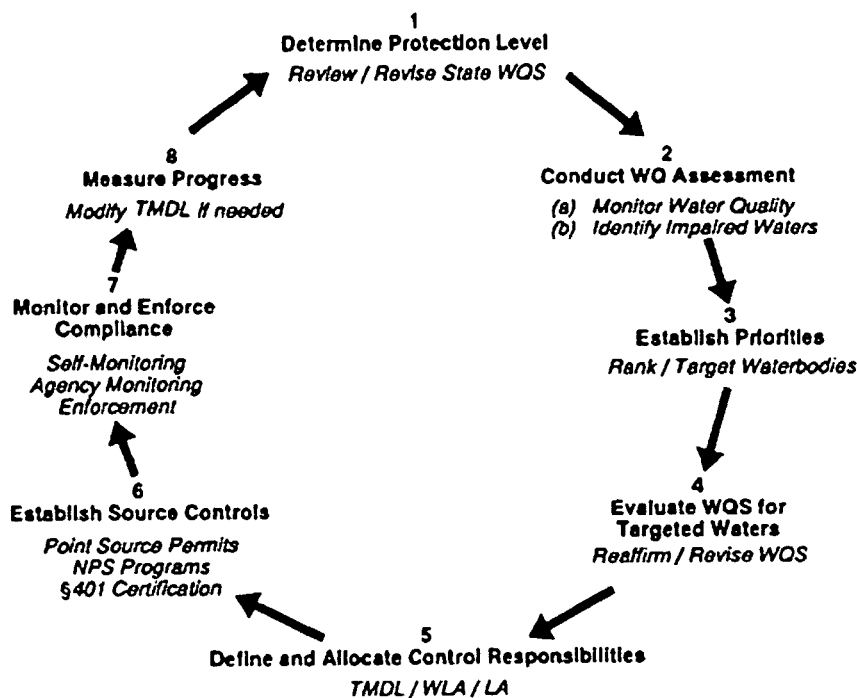 1
Determine Protection Level
Review / Revise State WQS
2
Conduct WQ Assessment
(a) Monitor Water Quality
(b) Identify Impaired Waters
3
Establish Priorities
Rank / Target Waterbodies
4
Evaluate WQS for
Targeted Waters
Reaffirm / Revise WQS
5
Define and Allocate Control Responsibilities
TMDL / WLA / LA
6
Establish Source Controls
Point Source Permits
NPS Programs
§401 Certification
7
Monitor and Enforce
Compliance
Self-Monitoring
Agency Monitoring
Enforcement
8
Measure Progress
Modify TMDL if needed